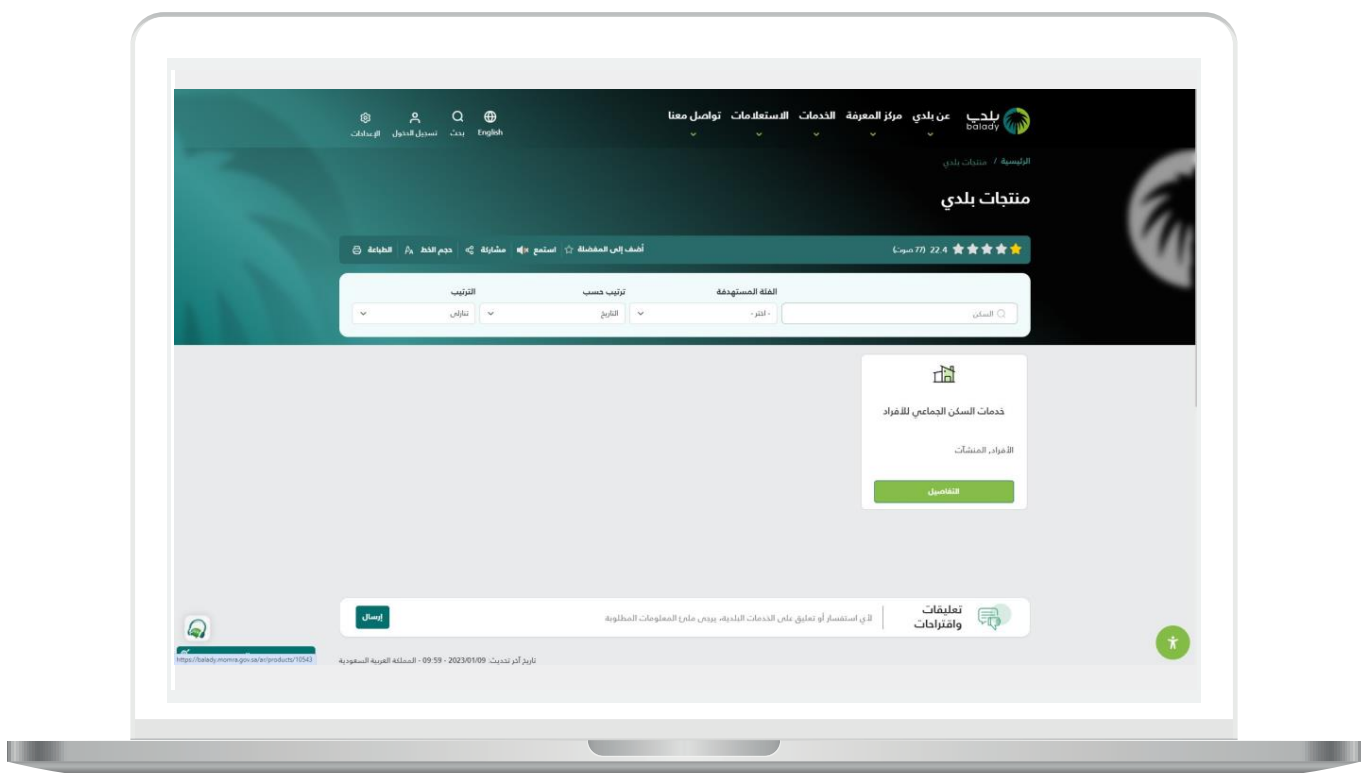 بلدي عن بلدي مركز المعرفة الخدمات الاستعلامات تواصل معنا
balady
English بحث تسجيل الدخول الإعدادات
الرئيسية / منتجات بلدي
منتجات بلدي
22.4 (77 صوت)
أضف إلى المفضلة استمع مشاركة حجم الخط الطباعة
الفئة المستهدفة ترتيب حسب الترتيب
السكن - اختر - التاريخ تنازلي
خدمات السكن الجماعي للأفراد
الأفراد, المنشآت
التفاصيل
تعليقات واقتراحات
لأي استفسار أو تعليق على الخدمات البلدية، يرجى ملئ المعلومات المطلوبة
إرسال
https://balady.momra.gov.sa/ar/products/10543
تاريخ آخر تحديث: 2023/01/09 - 09:59 - المملكة العربية السعودية